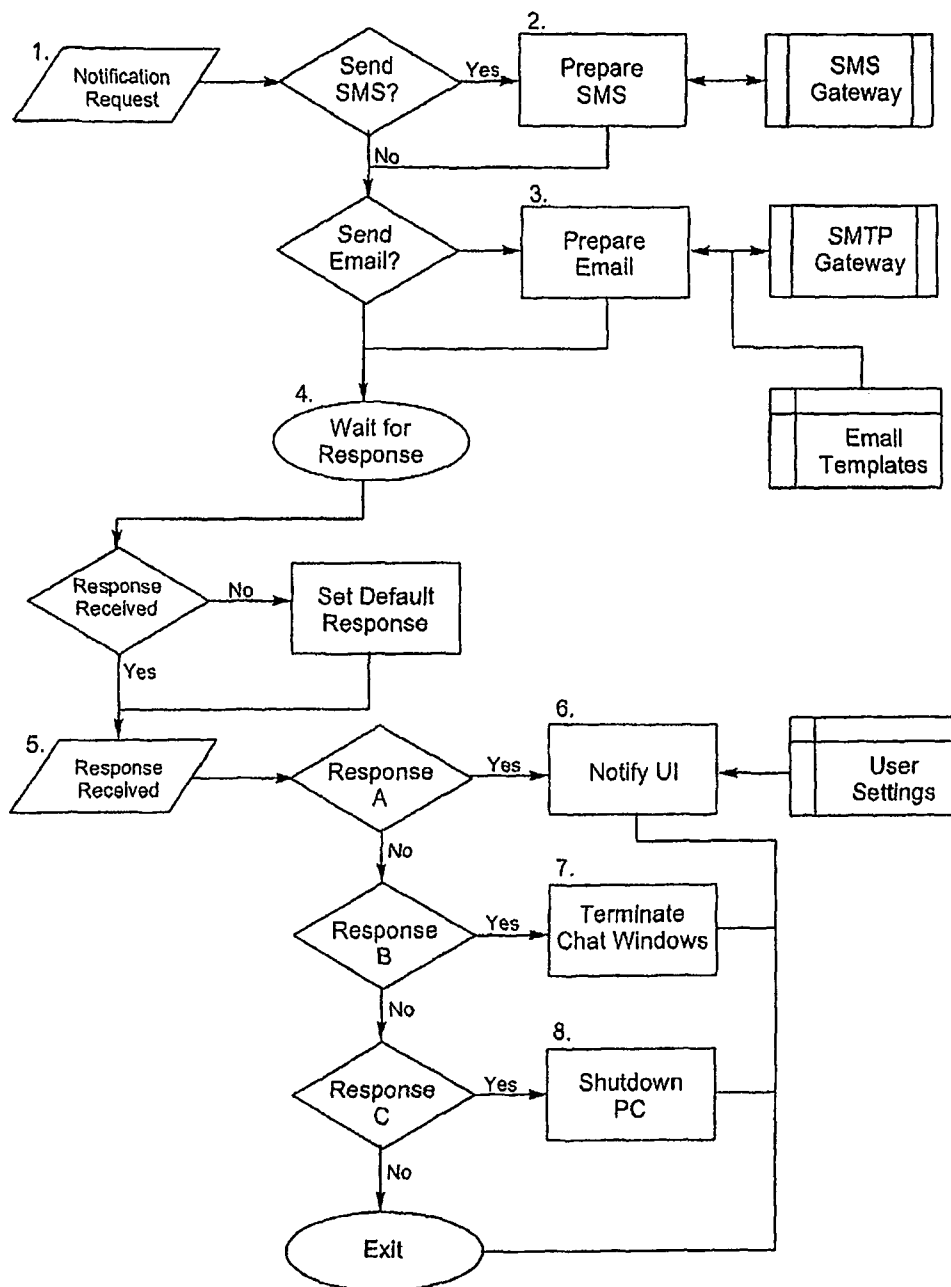 1.
Notification
Request
Send
SMS?
Yes
2.
Prepare
SMS
SMS
Gateway
No
Send
Email?
3.
Prepare
Email
SMTP
Gateway
4.
Wait for
Response
Email
Templates
Response
Received
No
Set Default
Response
Yes
5.
Response
Received
Response
A
Yes
6.
Notify UI
User
Settings
No
Response
B
Yes
7.
Terminate
Chat Windows
No
Response
C
Yes
8.
Shutdown
PC
No
Exit